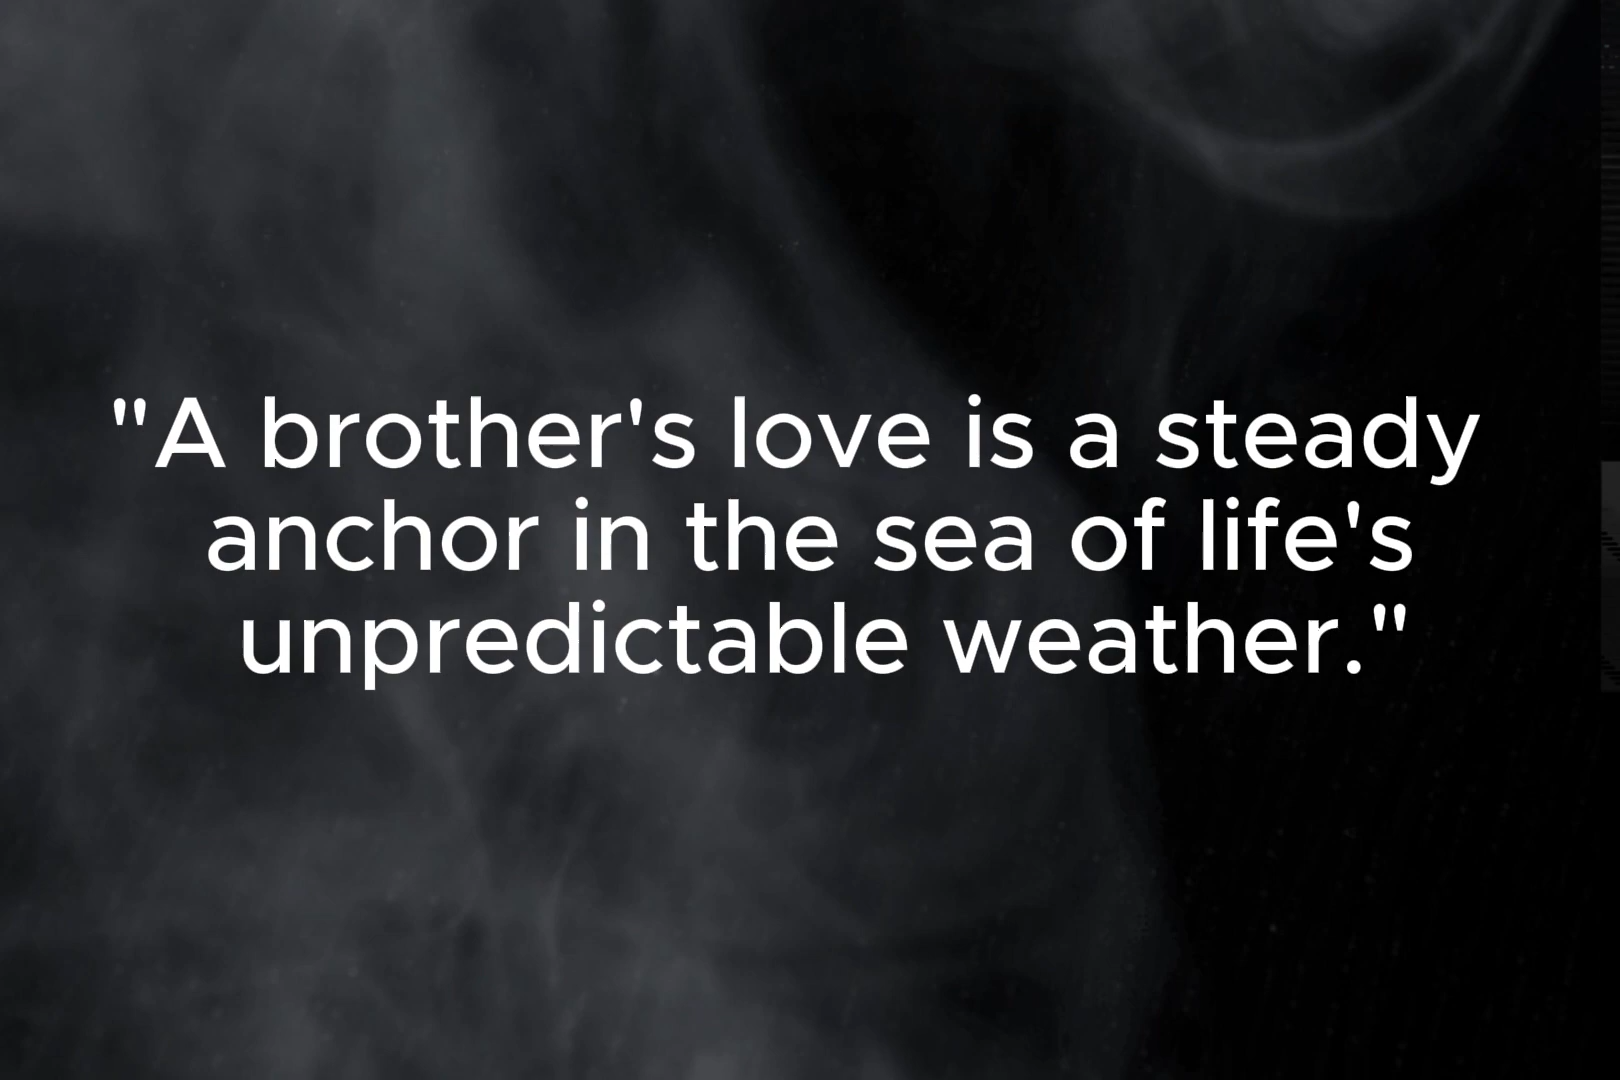 "A brother's love is a steady
anchor in the sea of life's
unpredictable weather."